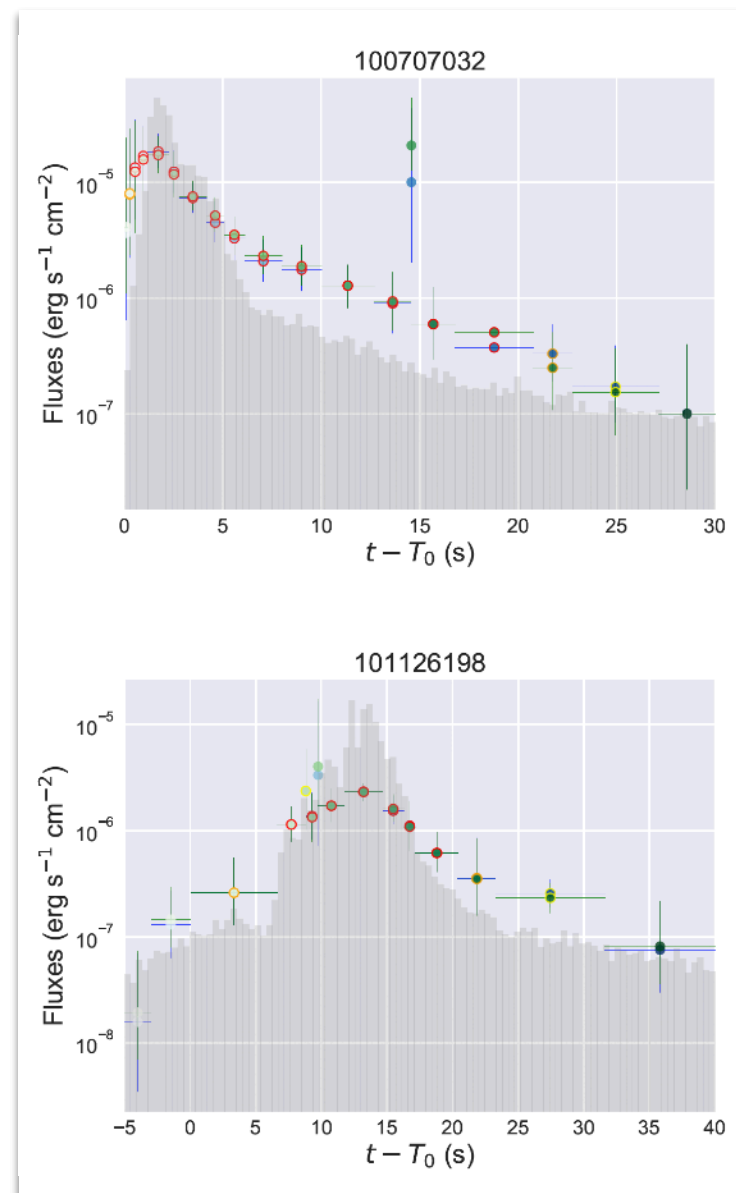 100707032
10⁻⁵
10⁻⁶
10⁻⁷
Fluxes (erg s⁻¹ cm⁻²)
0 5 10 15 20 25 30
t − T₀ (s)
101126198
10⁻⁵
10⁻⁶
10⁻⁷
10⁻⁸
Fluxes (erg s⁻¹ cm⁻²)
−5 0 5 10 15 20 25 30 35 40
t − T₀ (s)